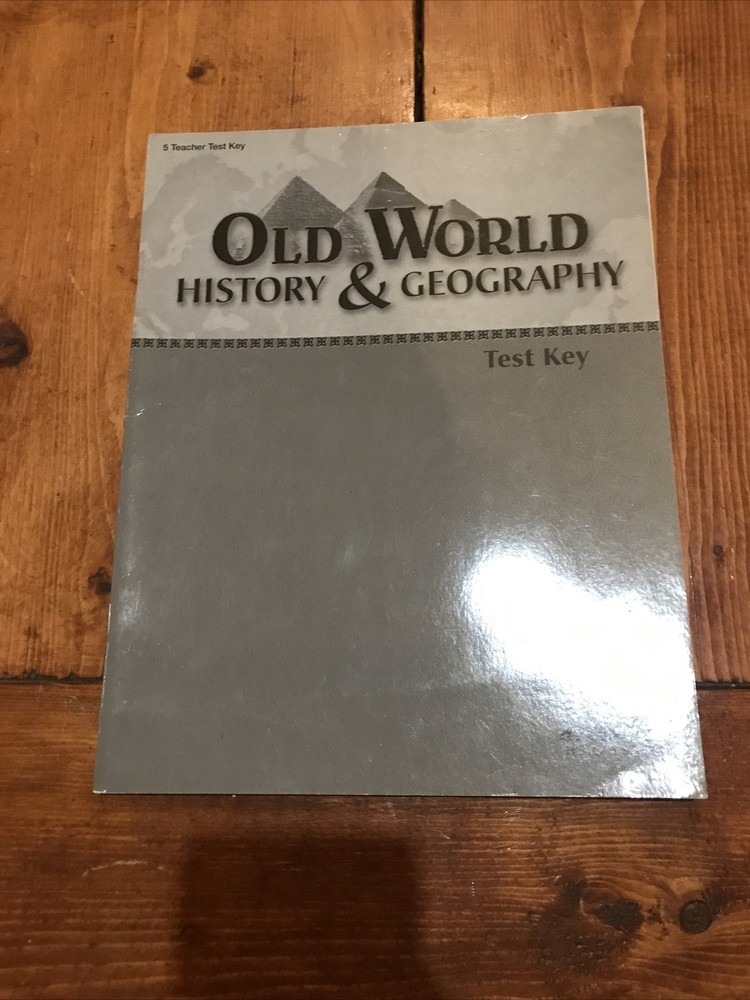 5 Teacher Test Key
OLD WORLD
HISTORY & GEOGRAPHY
Test Key